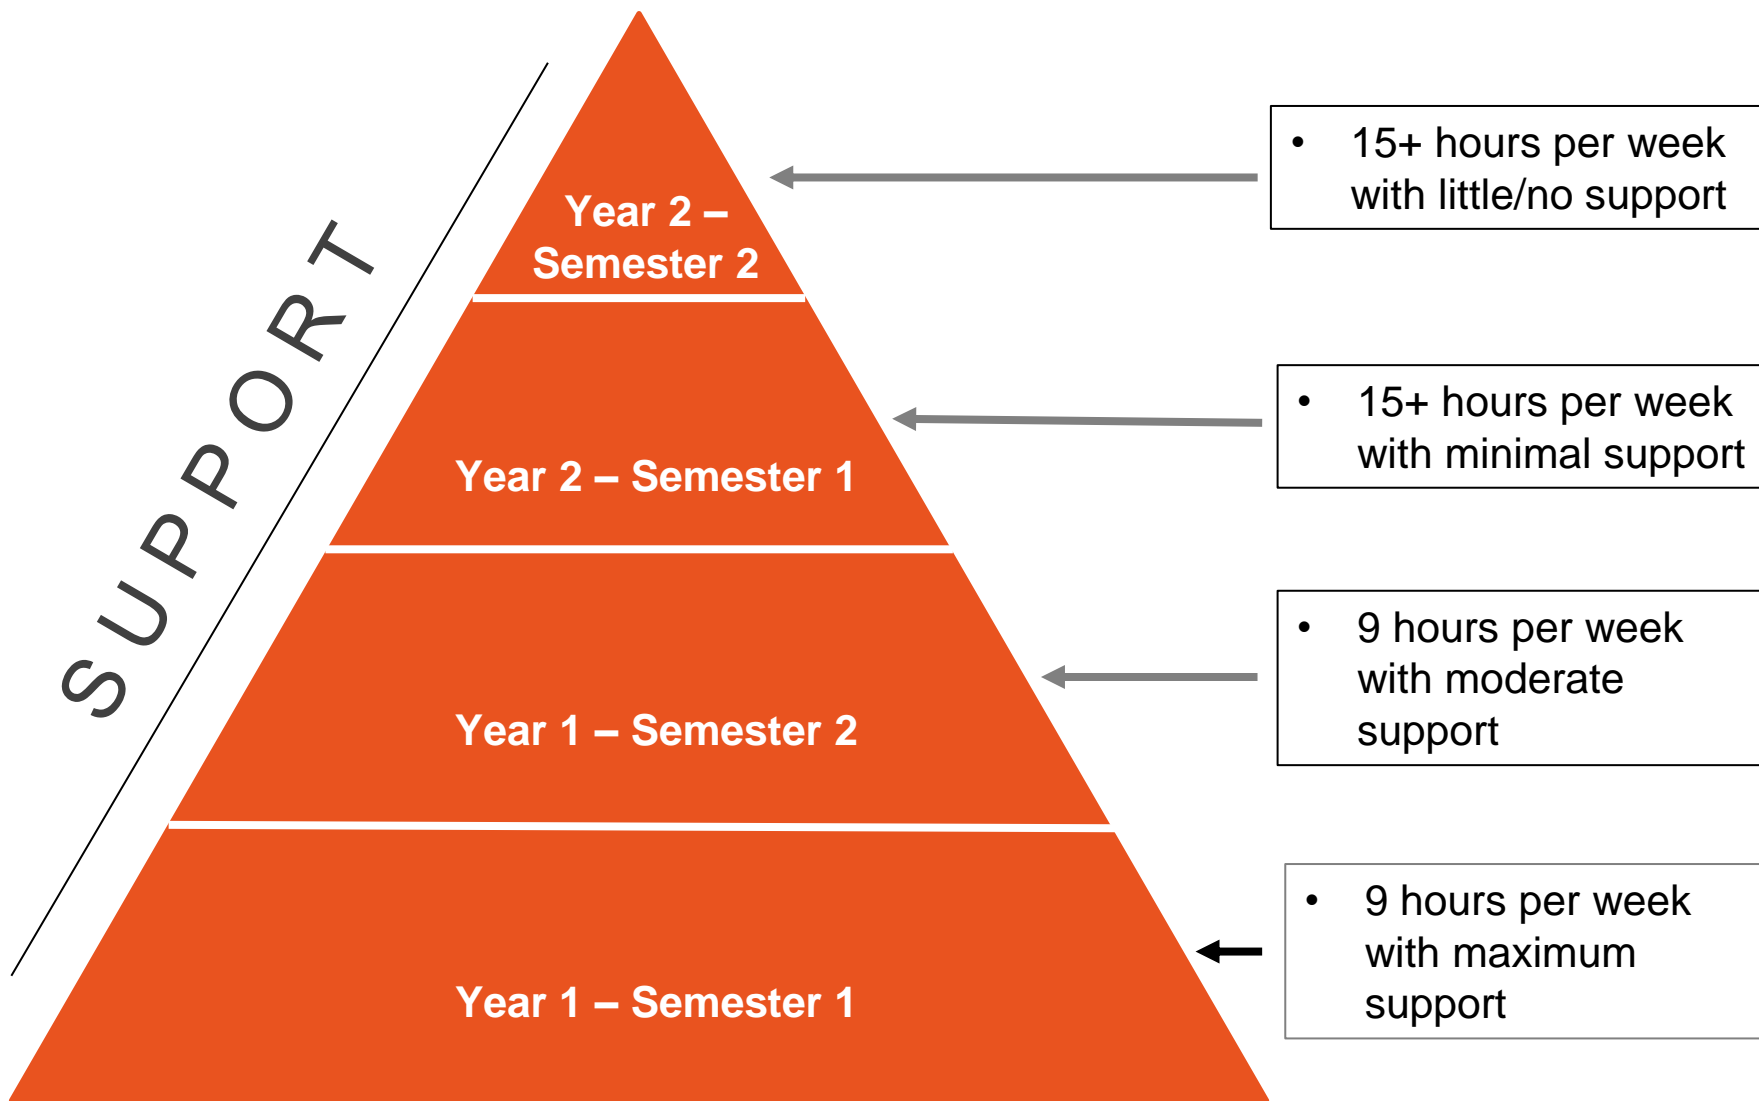 SUPPORT
Year 2 –
Semester 2
• 15+ hours per week
with little/no support
Year 2 – Semester 1
• 15+ hours per week
with minimal support
Year 1 – Semester 2
• 9 hours per week
with moderate
support
Year 1 – Semester 1
• 9 hours per week
with maximum
support